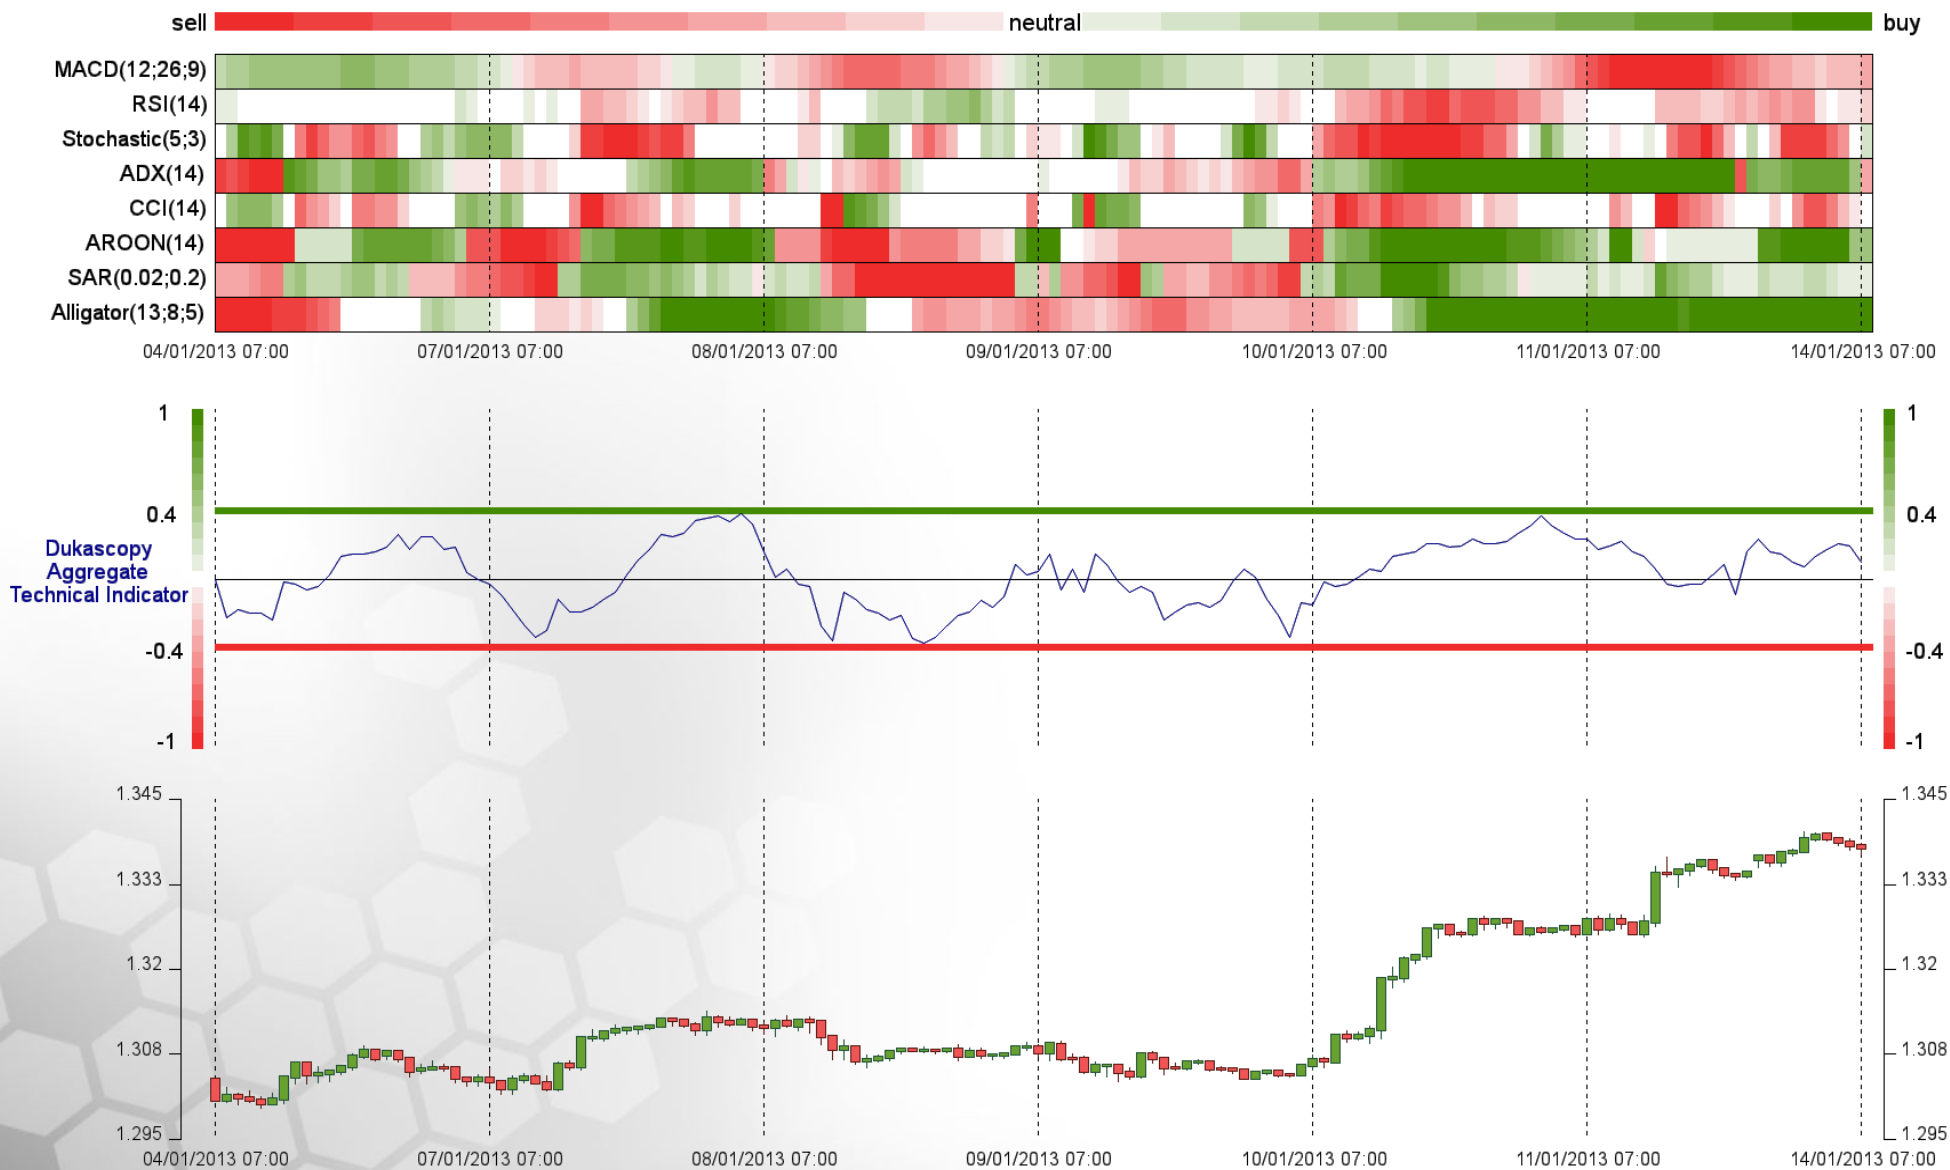 sell neutral buy
MACD(12;26;9)
RSI(14)
Stochastic(5;3)
ADX(14)
CCI(14)
AROON(14)
SAR(0.02;0.2)
Alligator(13;8;5)
04/01/2013 07:00 07/01/2013 07:00 08/01/2013 07:00 09/01/2013 07:00 10/01/2013 07:00 11/01/2013 07:00 14/01/2013 07:00
1 1
0.4 0.4
Dukascopy
Aggregate
Technical Indicator
-0.4 -0.4
-1 -1
1.345 1.345
1.333 1.333
1.32 1.32
1.308 1.308
1.295 1.295
04/01/2013 07:00 07/01/2013 07:00 08/01/2013 07:00 09/01/2013 07:00 10/01/2013 07:00 11/01/2013 07:00 14/01/2013 07:00